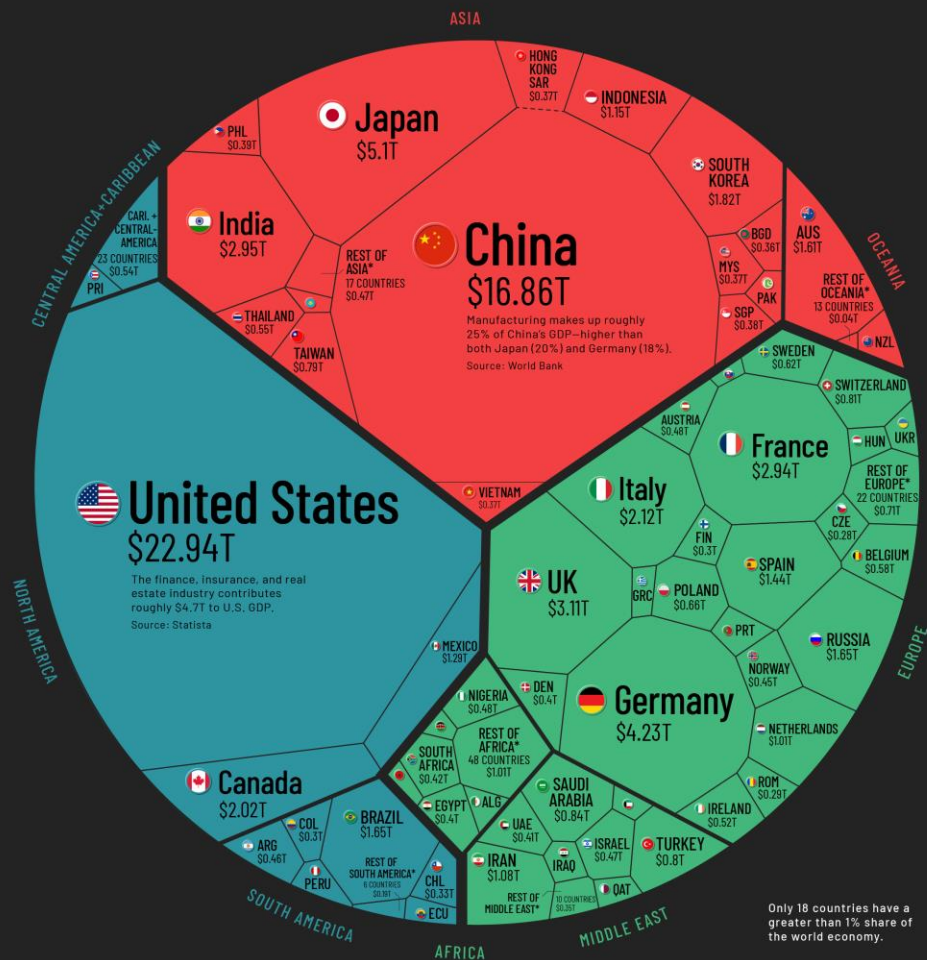 ASIA
HONG
KONG
SAR
$0.37T
INDONESIA
$1.15T
Japan
$5.1T
PHL
$0.39T
SOUTH
KOREA
$1.82T
India
$2.95T
China
$16.86T
Manufacturing makes up roughly
25% of China's GDP—higher than
both Japan (20%) and Germany (18%).
Source: World Bank
REST OF
ASIA*
17 COUNTRIES
$0.47T
BGD
$0.36T
MYS
$0.37T
PAK
SGP
$0.38T
THAILAND
$0.55T
TAIWAN
$0.79T
VIETNAM
$0.37T
CENTRAL AMERICA+CARIBBEAN
CARI. +
CENTRAL-
AMERICA
23 COUNTRIES
$0.54T
PRI
OCEANIA
AUS
$1.61T
REST OF
OCEANIA*
13 COUNTRIES
$0.04T
NZL
NORTH AMERICA
United States
$22.94T
The finance, insurance, and real
estate industry contributes
roughly $4.7T to U.S. GDP.
Source: Statista
MEXICO
$1.29T
Canada
$2.02T
EUROPE
SWEDEN
$0.62T
SWITZERLAND
$0.81T
AUSTRIA
$0.48T
France
$2.94T
HUN
UKR
REST OF
EUROPE*
22 COUNTRIES
$0.71T
Italy
$2.12T
FIN
$0.3T
CZE
$0.28T
BELGIUM
$0.58T
SPAIN
$1.44T
UK
$3.11T
GRC
POLAND
$0.66T
PRT
RUSSIA
$1.65T
NORWAY
$0.45T
DEN
$0.4T
Germany
$4.23T
NETHERLANDS
$1.01T
ROM
$0.29T
IRELAND
$0.52T
NIGERIA
$0.48T
REST OF
AFRICA*
48 COUNTRIES
$1.01T
SOUTH
AFRICA
$0.42T
EGYPT
$0.4T
ALG
AFRICA
SAUDI
ARABIA
$0.84T
UAE
$0.41T
ISRAEL
$0.47T
TURKEY
$0.8T
IRAN
$1.08T
IRAQ
QAT
REST OF
MIDDLE EAST*
10 COUNTRIES
MIDDLE EAST
BRAZIL
$1.65T
COL
$0.3T
ARG
$0.46T
PERU
REST OF
SOUTH AMERICA*
6 COUNTRIES
CHL
$0.33T
ECU
SOUTH AMERICA
Only 18 countries have a
greater than 1% share of
the world economy.